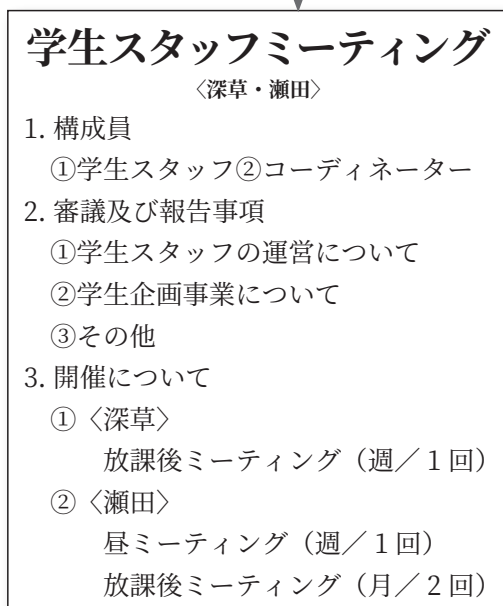 学生スタッフミーティング
〈深草・瀬田〉
1. 構成員
①学生スタッフ②コーディネーター
2. 審議及び報告事項
①学生スタッフの運営について
②学生企画事業について
③その他
3. 開催について
①〈深草〉
放課後ミーティング（週／１回）
②〈瀬田〉
昼ミーティング（週／１回）
放課後ミーティング（月／２回）